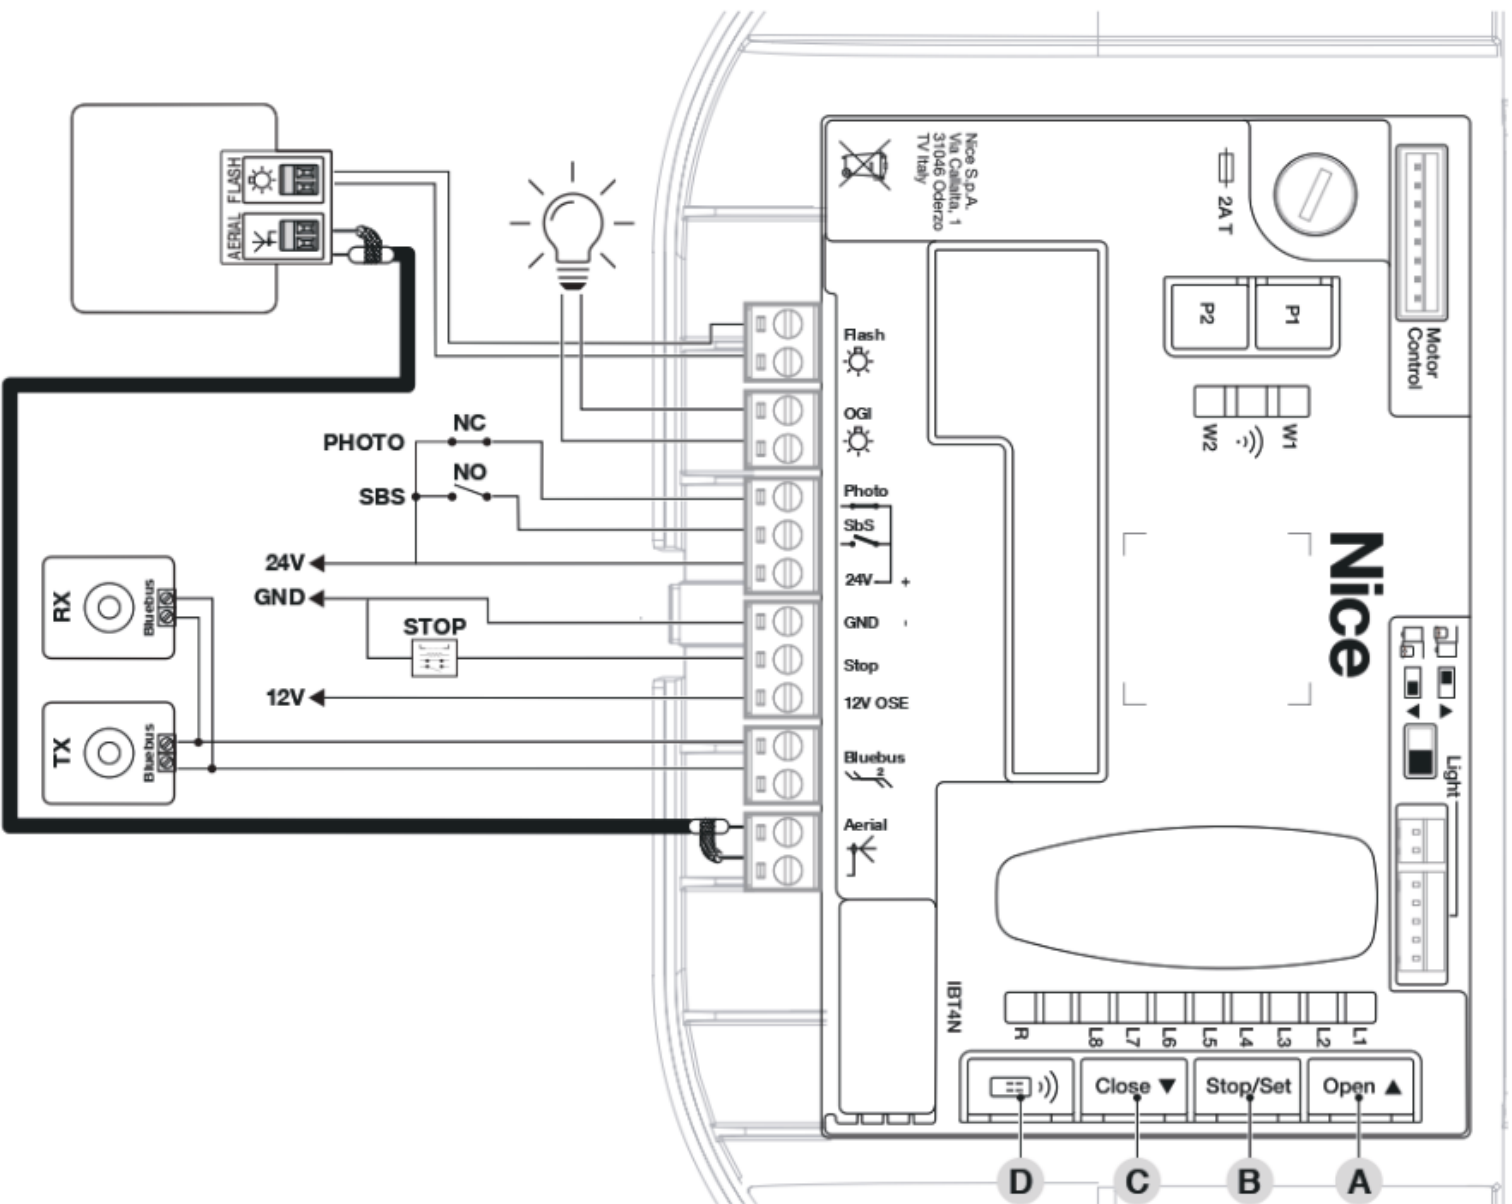 FLASH
AERIAL
Nice S.p.A.
Via Callalta, 1
31046 Oderzo
TV Italy
2A T
P2
P1
Motor
Control
W2
W1
Flash
OGI
Photo
SbS
24V
+
GND
-
Stop
12V OSE
Bluebus
2
Aerial
PHOTO
NC
SBS
NO
24V
GND
STOP
12V
RX
Bluebus
TX
Bluebus
Nice
Light
IBT4N
R
L8
L7
L6
L5
L4
L3
L2
L1
Close ▼
Stop/Set
Open ▲
D
C
B
A